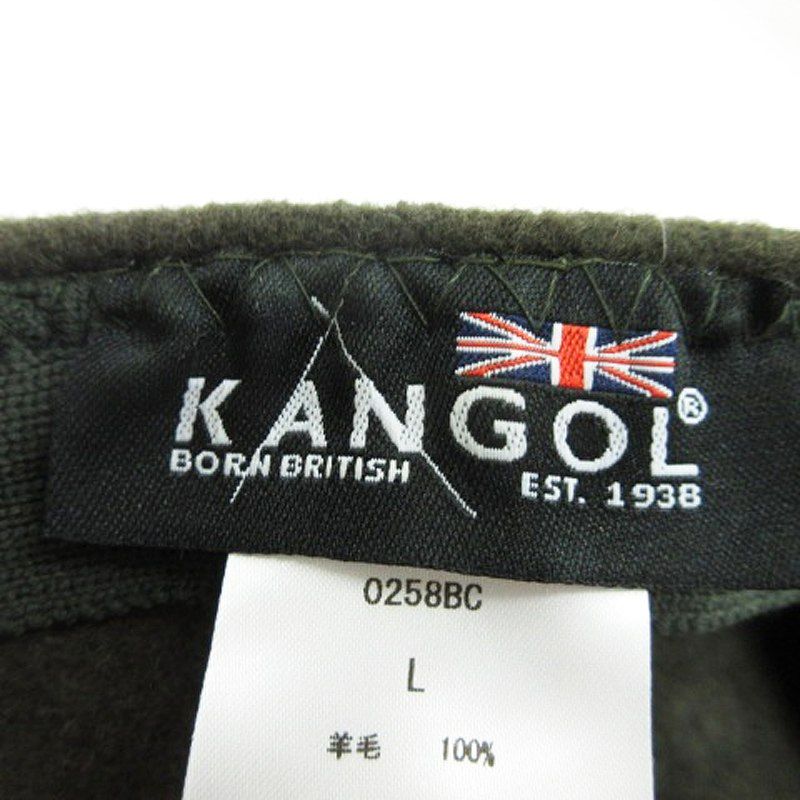 KANGOL®
BORN BRITISH
EST. 1938
0258BC
L
羊毛 100%